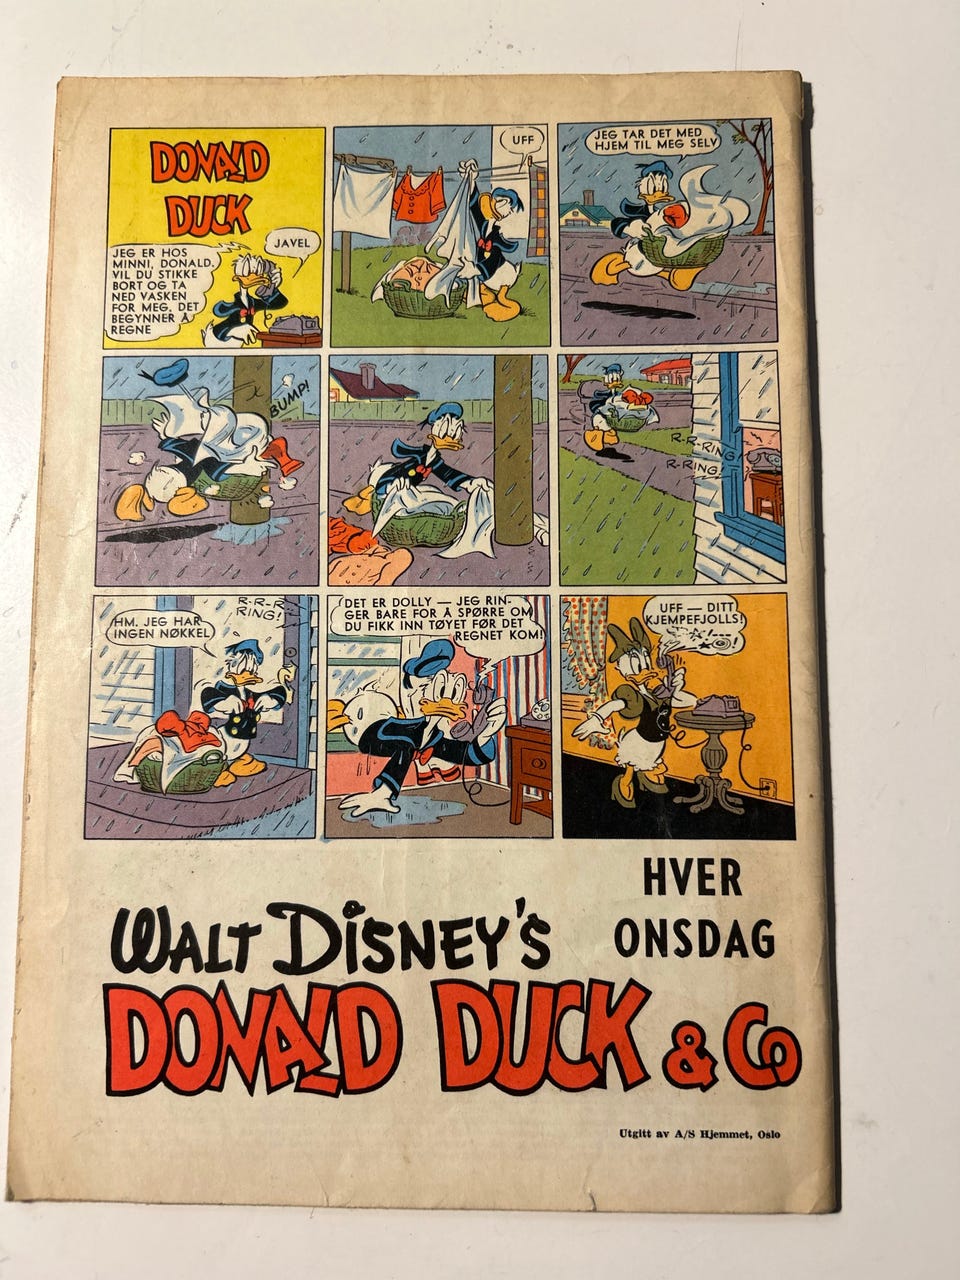 DONALD
DUCK
JEG ER HOS
MINNI, DONALD.
VIL DU STIKKE
BORT OG TA
NED VASKEN
FOR MEG. DET
BEGYNNER Å
REGNE
JAVEL
UFF
JEG TAR DET MED
HJEM TIL MEG SELV
BUMP!
R-R-RING!
R-RING!
HM. JEG HAR
INGEN NØKKEL
R-R-R-
RING!
DET ER DOLLY — JEG RIN-
GER BARE FOR Å SPØRRE OM
DU FIKK INN TØYET FØR DET
REGNET KOM!
UFF — DITT
KJEMPEFJOLLS!
HVER
ONSDAG
WALT DISNEY'S
DONALD DUCK & Co
Utgitt av A/S Hjemmet, Oslo